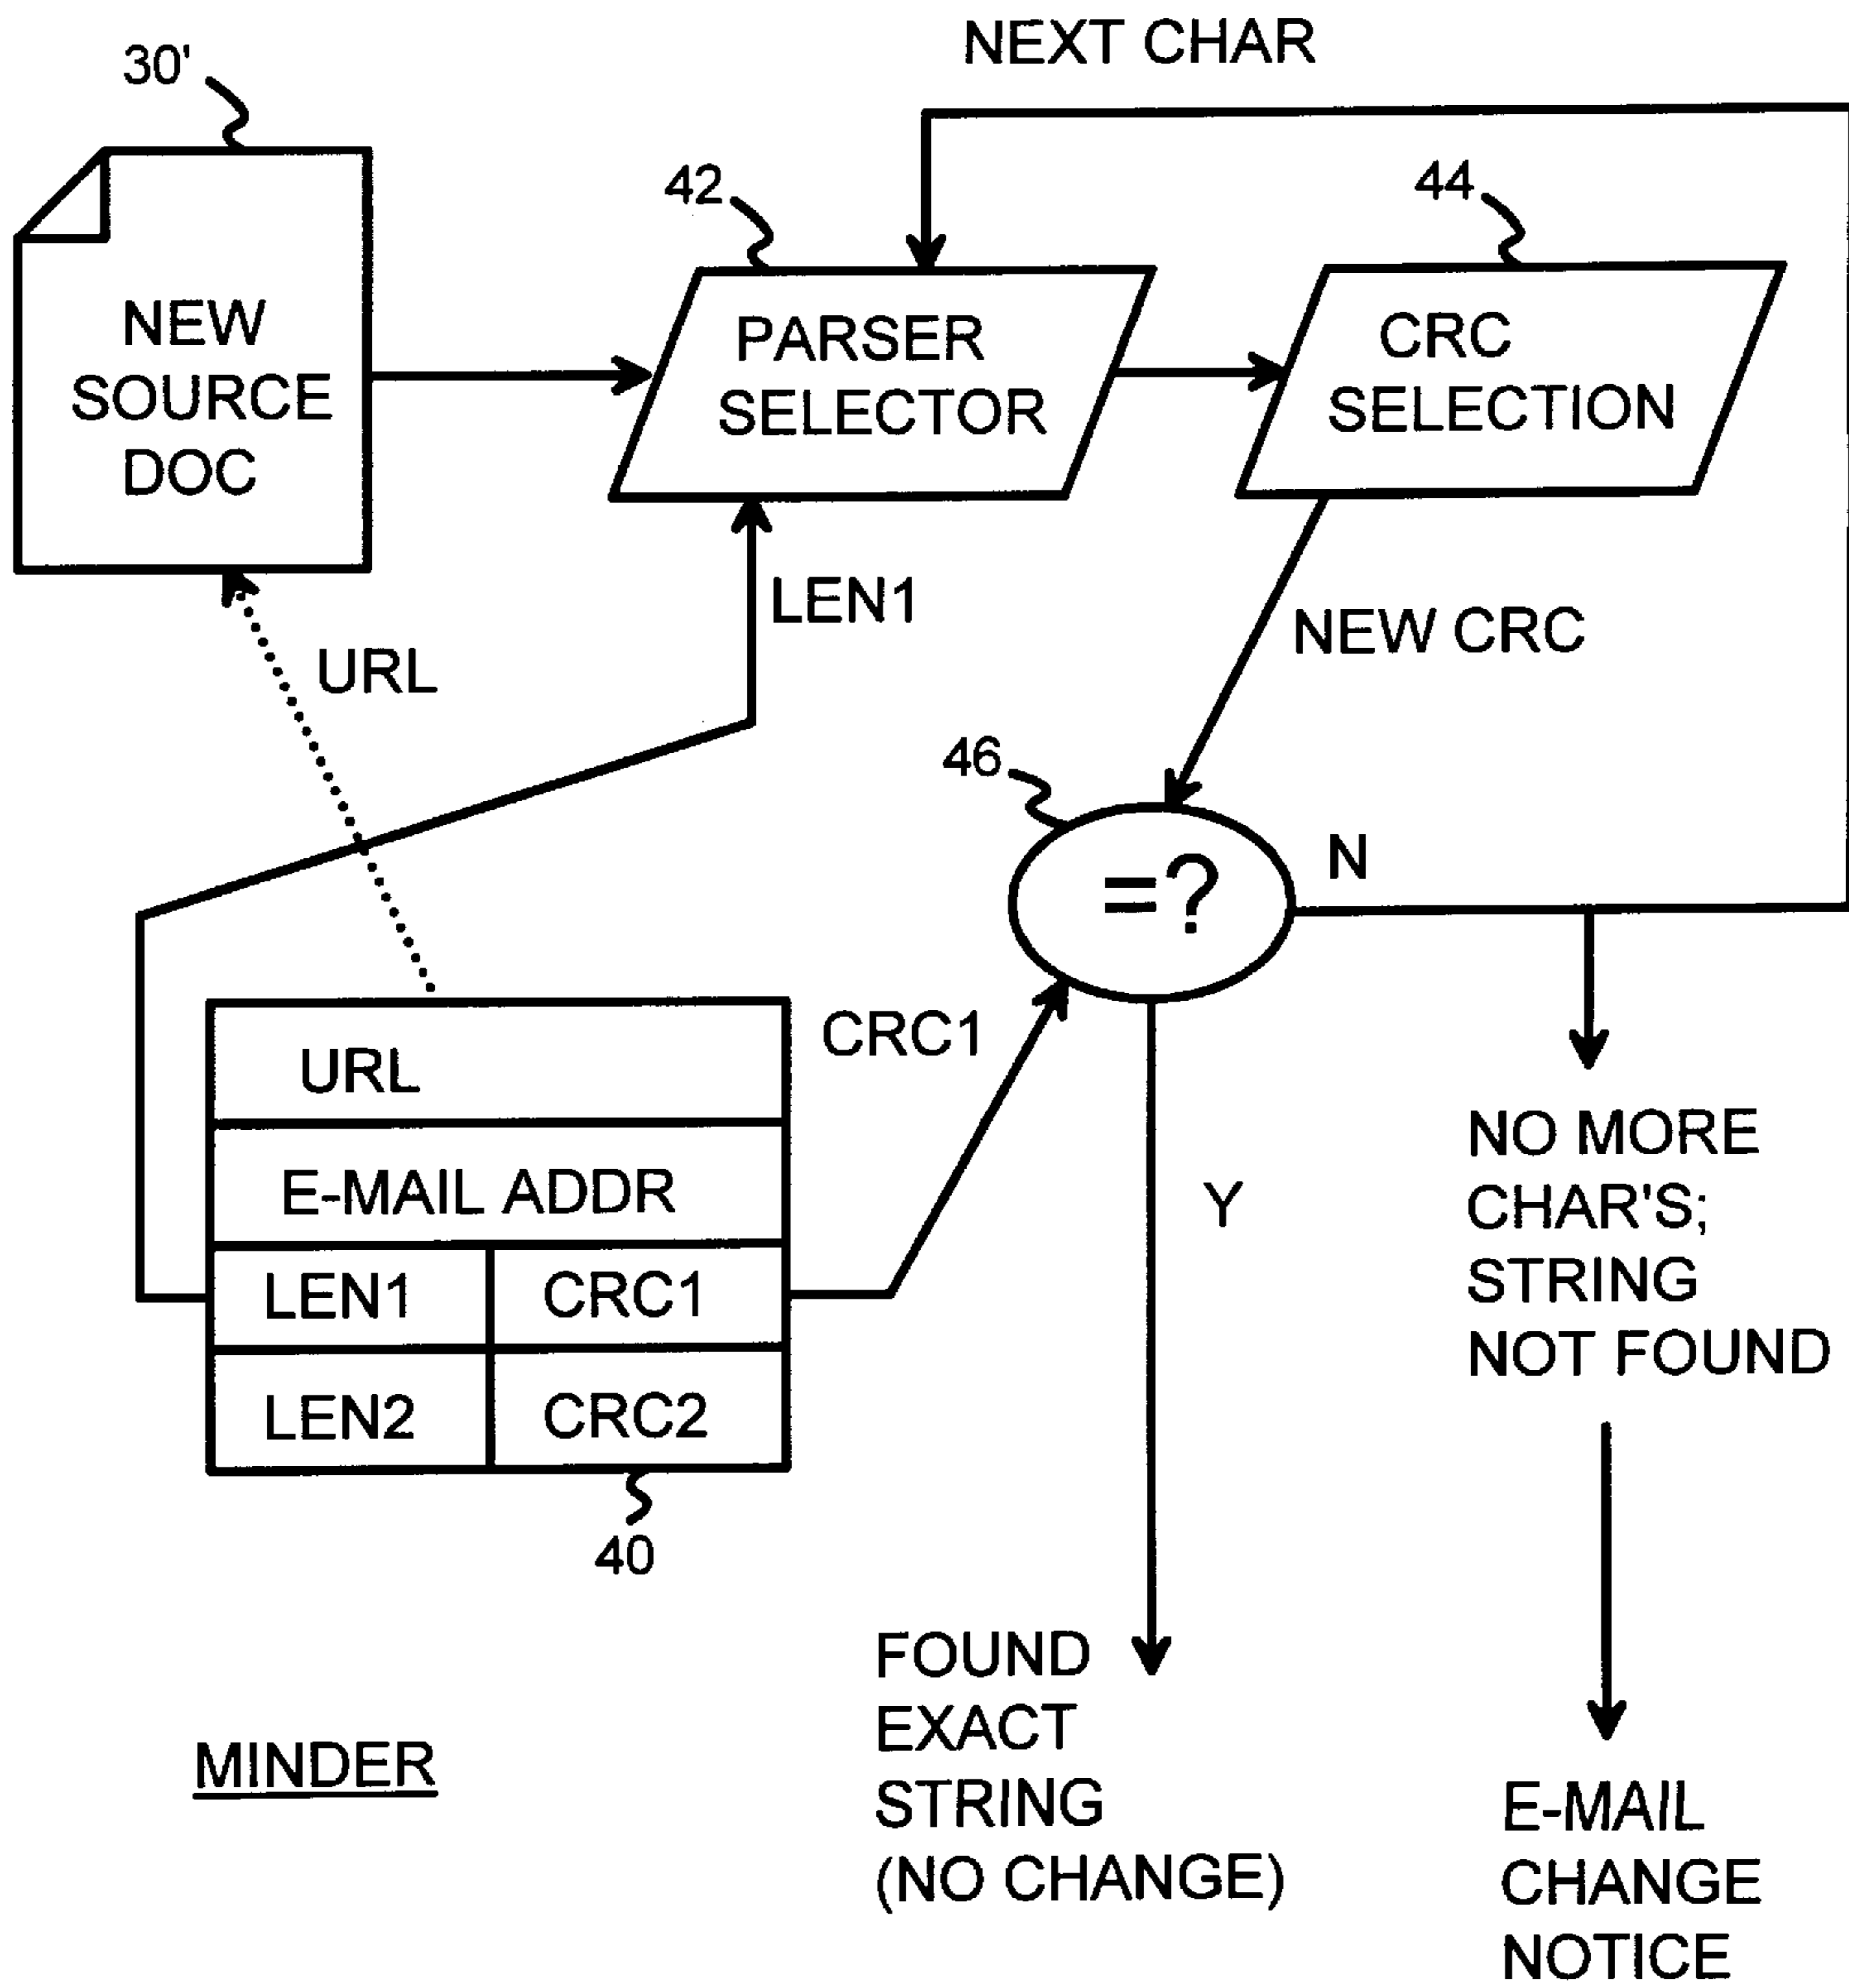 NEXT CHAR
30'
42
44
NEW
SOURCE
DOC
PARSER
SELECTOR
CRC
SELECTION
LEN1
NEW CRC
URL
46
=?
N
CRC1
URL
E-MAIL ADDR
LEN1 CRC1
LEN2 CRC2
40
Y
NO MORE
CHAR'S;
STRING
NOT FOUND
FOUND
EXACT
STRING
(NO CHANGE)
E-MAIL
CHANGE
NOTICE
MINDER